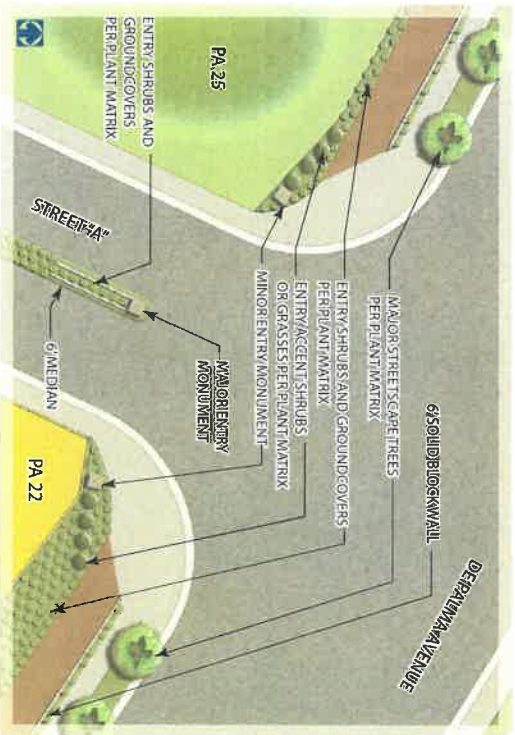 PA 25
ENTRY SHRUBS AND
GROUNDCOVERS
PER PLANT MATRIX
STREET "A"
6' MEDIAN
MAJOR ENTRY
MONUMENT
MINOR ENTRY MONUMENT
ENTRY ACCENT SHRUBS
OR GRASSES PER PLANT MATRIX
ENTRY SHRUBS AND GROUNDCOVERS
PER PLANT MATRIX
MAJOR STREETSCAPE TREES
PER PLANT MATRIX
6' SOLID BLOCK WALL
DE PALMA AVENUE
PA 22